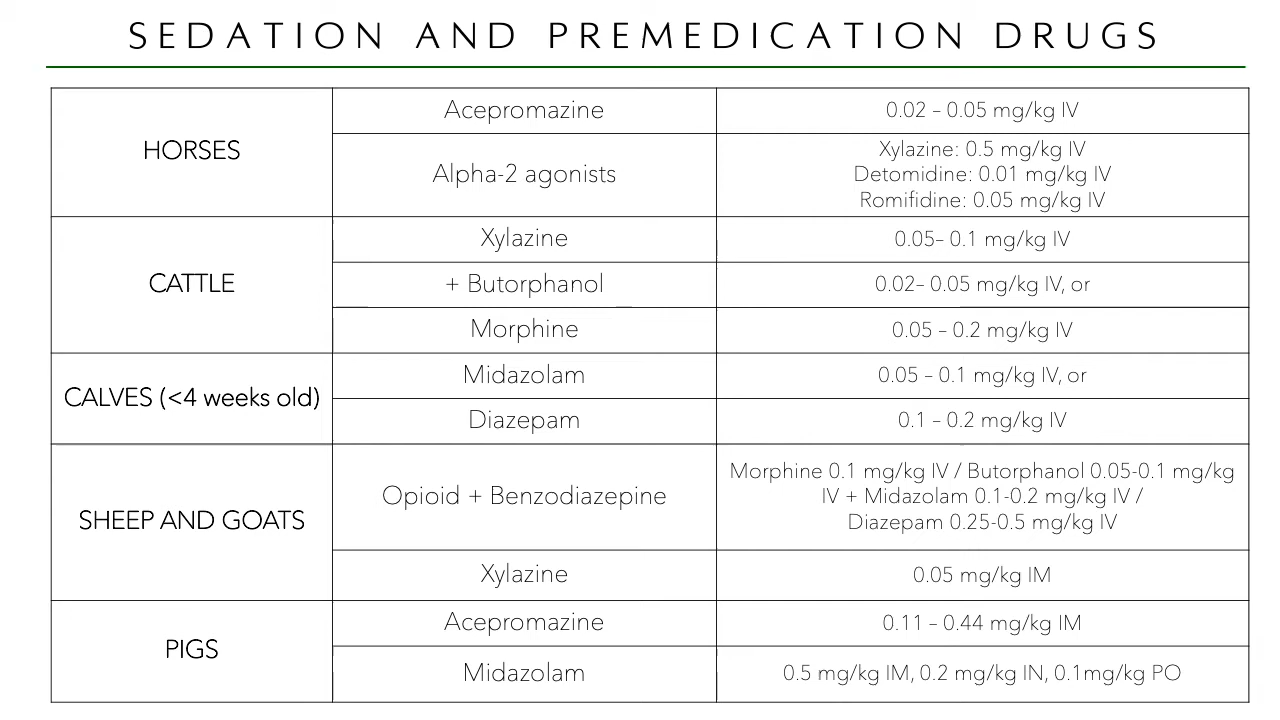 SEDATION AND PREMEDICATION DRUGS
HORSES
Acepromazine
0.02 – 0.05 mg/kg IV
Alpha-2 agonists
Xylazine: 0.5 mg/kg IV
Detomidine: 0.01 mg/kg IV
Romifidine: 0.05 mg/kg IV
CATTLE
Xylazine
0.05– 0.1 mg/kg IV
+ Butorphanol
0.02– 0.05 mg/kg IV, or
Morphine
0.05 – 0.2 mg/kg IV
CALVES (<4 weeks old)
Midazolam
0.05 – 0.1 mg/kg IV, or
Diazepam
0.1 – 0.2 mg/kg IV
SHEEP AND GOATS
Opioid + Benzodiazepine
Morphine 0.1 mg/kg IV / Butorphanol 0.05-0.1 mg/kg
IV + Midazolam 0.1-0.2 mg/kg IV /
Diazepam 0.25-0.5 mg/kg IV
Xylazine
0.05 mg/kg IM
PIGS
Acepromazine
0.11 – 0.44 mg/kg IM
Midazolam
0.5 mg/kg IM, 0.2 mg/kg IN, 0.1mg/kg PO